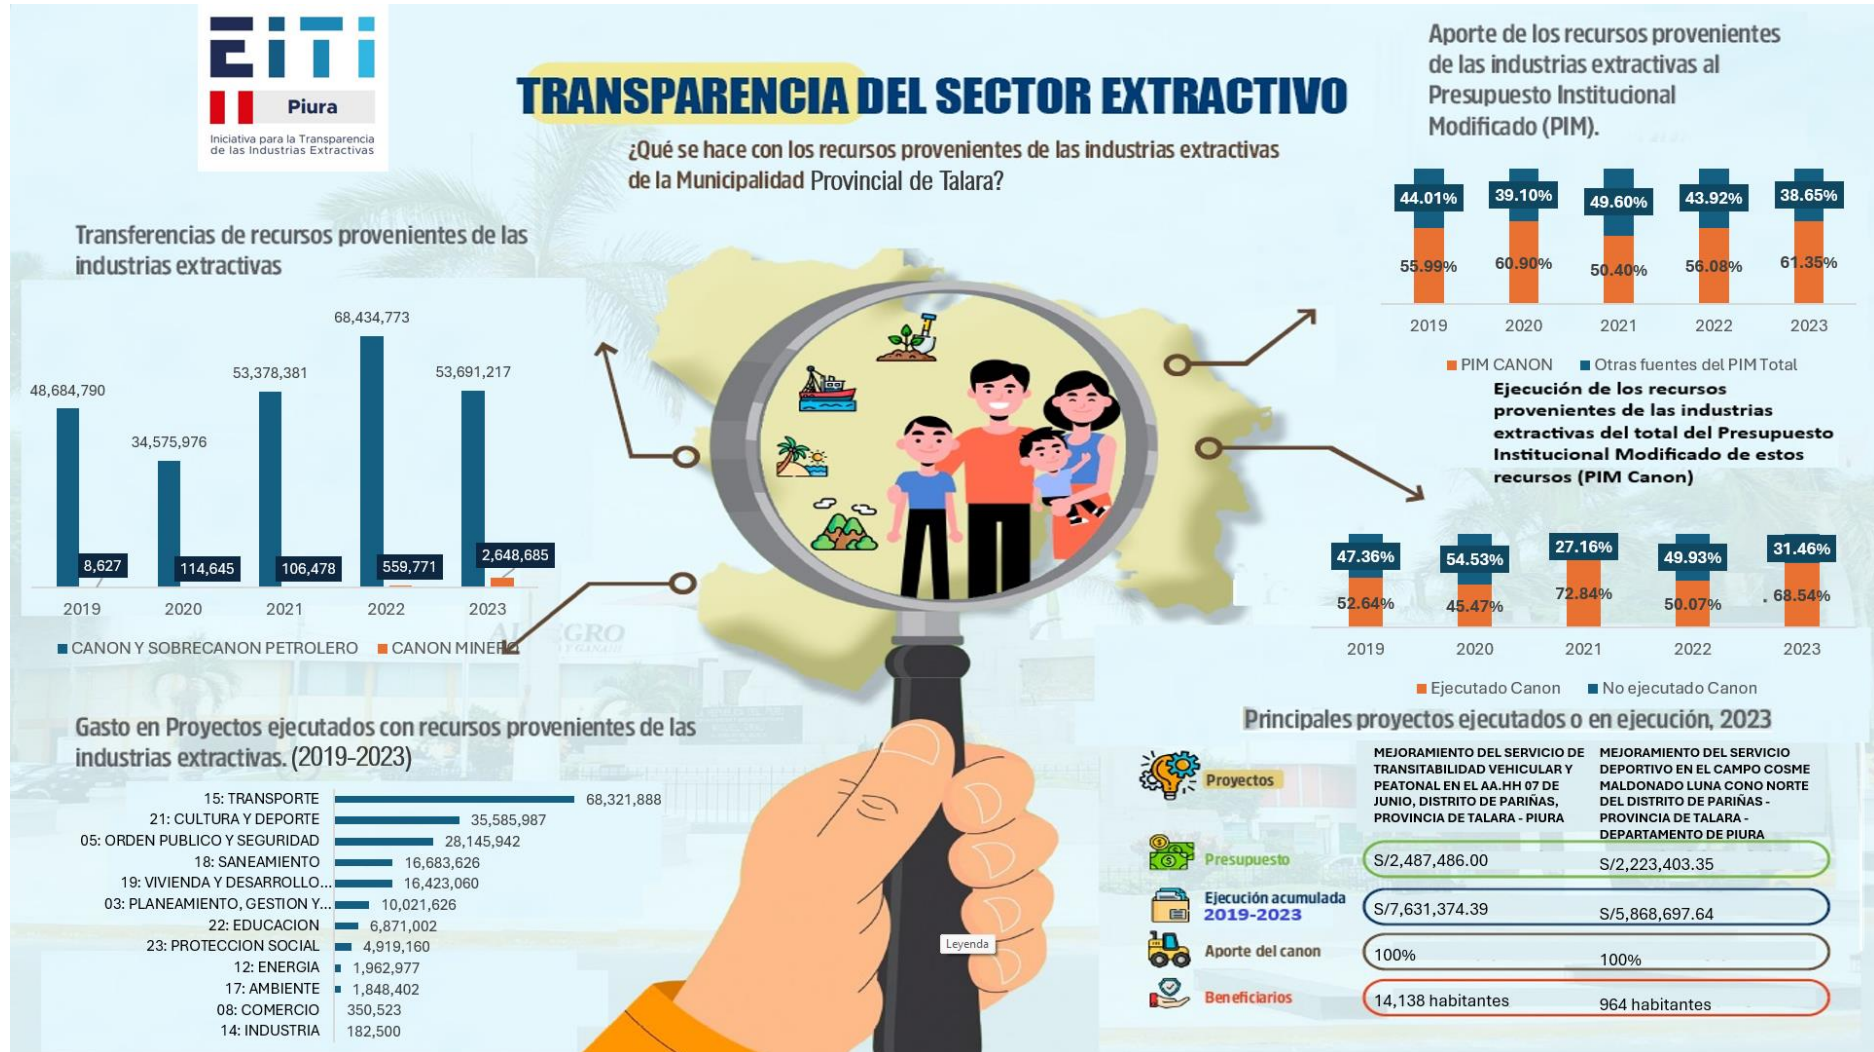 EITI
Piura
Iniciativa para la Transparencia
de las Industrias Extractivas
TRANSPARENCIA DEL SECTOR EXTRACTIVO
¿Qué se hace con los recursos provenientes de las industrias extractivas
de la Municipalidad Provincial de Talara?
Transferencias de recursos provenientes de las
industrias extractivas
48,684,790
34,575,976
53,378,381
68,434,773
53,691,217
8,627
114,645
106,478
559,771
2,648,685
2019
2020
2021
2022
2023
CANON Y SOBRECANON PETROLERO
CANON MINERO
Aporte de los recursos provenientes
de las industrias extractivas al
Presupuesto Institucional
Modificado (PIM).
44.01%
39.10%
49.60%
43.92%
38.65%
55.99%
60.90%
50.40%
56.08%
61.35%
2019
2020
2021
2022
2023
PIM CANON
Otras fuentes del PIM Total
Ejecución de los recursos
provenientes de las industrias
extractivas del total del Presupuesto
Institucional Modificado de estos
recursos (PIM Canon)
47.36%
54.53%
27.16%
49.93%
31.46%
52.64%
45.47%
72.84%
50.07%
. 68.54%
2019
2020
2021
2022
2023
Ejecutado Canon
No ejecutado Canon
Gasto en Proyectos ejecutados con recursos provenientes de las
industrias extractivas. (2019-2023)
15: TRANSPORTE 68,321,888
21: CULTURA Y DEPORTE 35,585,987
05: ORDEN PUBLICO Y SEGURIDAD 28,145,942
18: SANEAMIENTO 16,683,626
19: VIVIENDA Y DESARROLLO... 16,423,060
03: PLANEAMIENTO, GESTION Y... 10,021,626
22: EDUCACION 6,871,002
23: PROTECCION SOCIAL 4,919,160
12: ENERGIA 1,962,977
17: AMBIENTE 1,848,402
08: COMERCIO 350,523
14: INDUSTRIA 182,500
Leyenda
Principales proyectos ejecutados o en ejecución, 2023
Proyectos
MEJORAMIENTO DEL SERVICIO DE
TRANSITABILIDAD VEHICULAR Y
PEATONAL EN EL AA.HH 07 DE
JUNIO, DISTRITO DE PARIÑAS,
PROVINCIA DE TALARA - PIURA
MEJORAMIENTO DEL SERVICIO
DEPORTIVO EN EL CAMPO COSME
MALDONADO LUNA CONO NORTE
DEL DISTRITO DE PARIÑAS -
PROVINCIA DE TALARA -
DEPARTAMENTO DE PIURA
Presupuesto
S/2,487,486.00
S/2,223,403.35
Ejecución acumulada
2019-2023
S/7,631,374.39
S/5,868,697.64
Aporte del canon
100%
100%
Beneficiarios
14,138 habitantes
964 habitantes